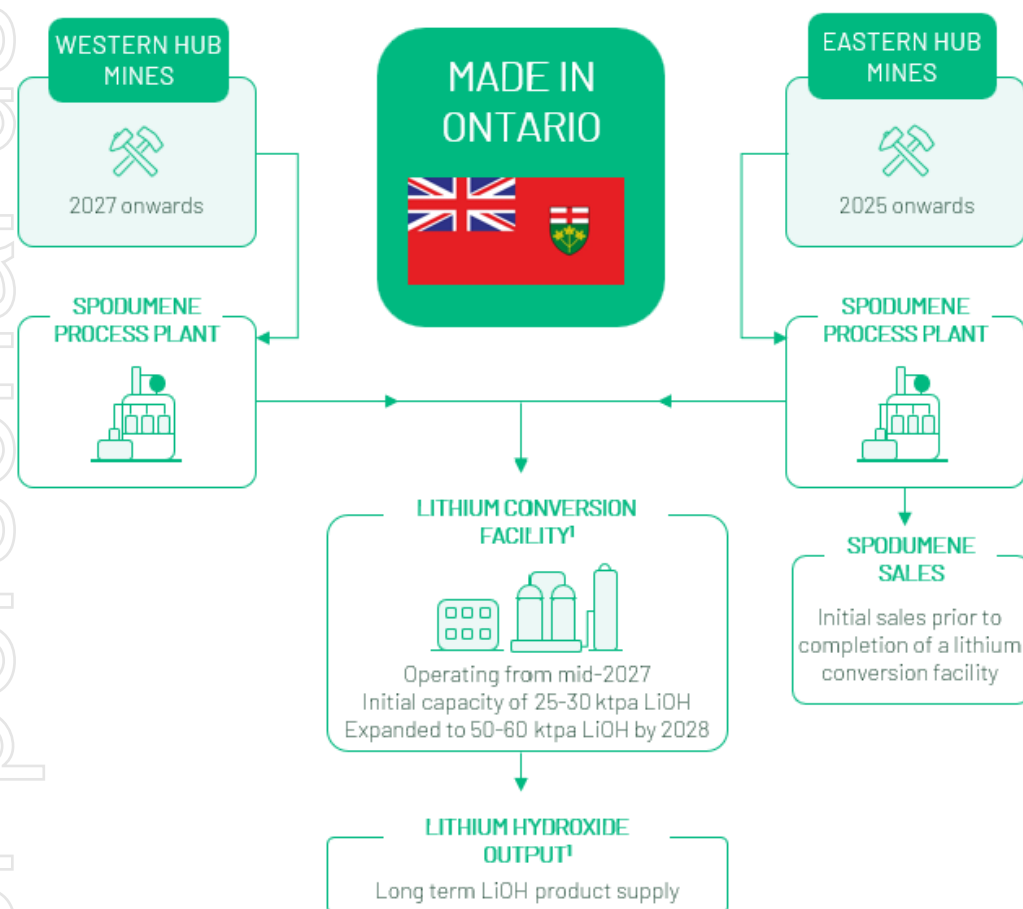 WESTERN HUB
MINES
2027 onwards
MADE IN
ONTARIO
EASTERN HUB
MINES
2025 onwards
SPODUMENE
PROCESS PLANT
SPODUMENE
PROCESS PLANT
LITHIUM CONVERSION
FACILITY¹
Operating from mid-2027
Initial capacity of 25-30 ktpa LiOH
Expanded to 50-60 ktpa LiOH by 2028
SPODUMENE
SALES
Initial sales prior to
completion of a lithium
conversion facility
LITHIUM HYDROXIDE
OUTPUT¹
Long term LiOH product supply